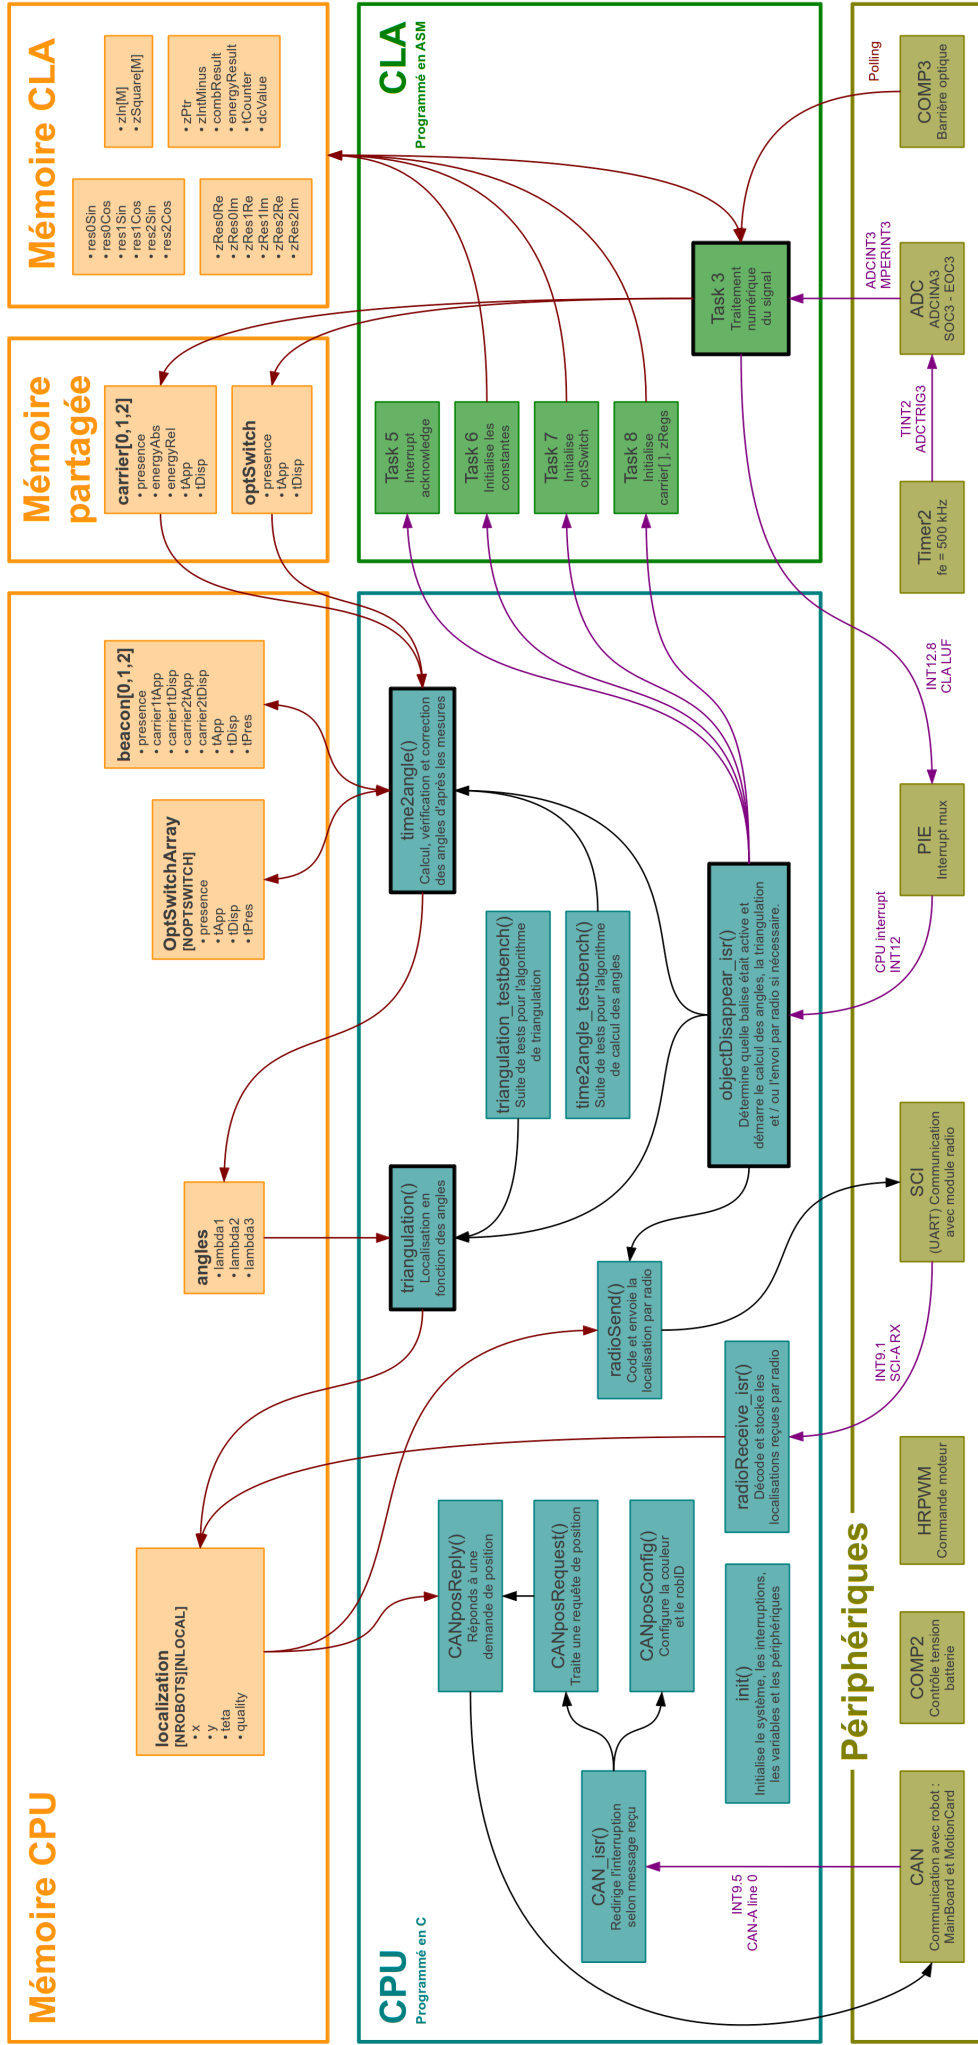 Mémoire CPU
localization
[NROBOTS][NLOCAL]
• x
• y
• teta
• quality
angles
• lambda1
• lambda2
• lambda3
OptSwitchArray
[NOPTSWITCH]
• presence
• tApp
• tDisp
• tPres
beacon[0,1,2]
• presence
• carrier1tApp
• carrier1tDisp
• carrier2tApp
• carrier2tDisp
• tApp
• tDisp
• tPres
Mémoire
partagée
carrier[0,1,2]
• presence
• energyAbs
• energyRel
• tApp
• tDisp
optSwitch
• presence
• tApp
• tDisp
Mémoire CLA
• res0Sin
• res0Cos
• res1Sin
• res1Cos
• res2Sin
• res2Cos
• zIn[M]
• zSquare[M]
• zRes0Re
• zRes0Im
• zRes1Re
• zRes1Im
• zRes2Re
• zRes2Im
• zPtr
• zIntMinus
• combResult
• energyResult
• tCounter
• dcValue
CPU
Programmé en C
CANposReply()
Réponds à une
demande de position
CANposRequest()
Traite une requête de position
CANposConfig()
Configure la couleur
et le robID
CAN_isr()
Redirige l'interruption
selon message reçu
init()
Initialise le système, les interruptions,
les variables et les périphériques
radioReceive_isr()
Décode et stocke les
localisations reçues par radio
radioSend()
Code et envoie la
localisation par radio
triangulation()
Localisation en
fonction des angles
triangulation_testbench()
Suite de tests pour l'algorithme
de triangulation
time2angle_testbench()
Suite de tests pour l'algorithme
de calcul des angles
time2angle()
Calcul, vérification et correction
des angles d'après les mesures
objectDisappear_isr()
Détermine quelle balise était active et
démarre le calcul des angles, la triangulation
et / ou l'envoi par radio si nécessaire.
CLA
Programmé en ASM
Task 5
Interrupt
acknowledge
Task 6
Initialise les
constantes
Task 7
Initialise
optSwitch
Task 8
Initialise
carrier[ ], zRegs
Task 3
Traitement
numérique
du signal
INT9.5
CAN-A line 0
INT9.1
SCI-A RX
CPU interrupt
INT12
INT12.8
CLA LUF
TINT2
ADCTRIG3
ADCINT3
MPERINT3
Polling
Périphériques
CAN
Communication avec robot :
MainBoard et MotionCard
COMP2
Contrôle tension
batterie
HRPWM
Commande moteur
SCI
(UART) Communication
avec module radio
PIE
Interrupt mux
Timer2
fe = 500 kHz
ADC
ADCINA3
SOC3 - EOC3
COMP3
Barrière optique